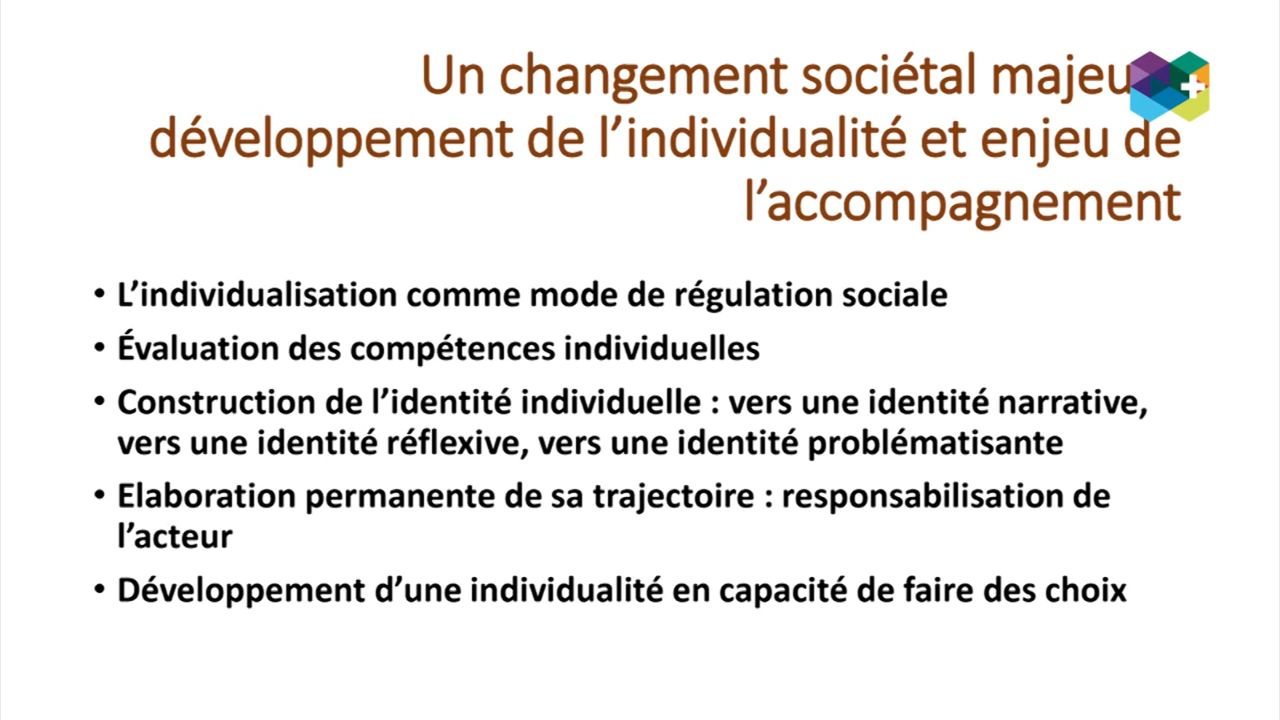 Un changement sociétal majeu
développement de l’individualité et enjeu de
l’accompagnement
• L’individualisation comme mode de régulation sociale
• Évaluation des compétences individuelles
• Construction de l’identité individuelle : vers une identité narrative,
vers une identité réflexive, vers une identité problématisante
• Elaboration permanente de sa trajectoire : responsabilisation de
l’acteur
• Développement d’une individualité en capacité de faire des choix